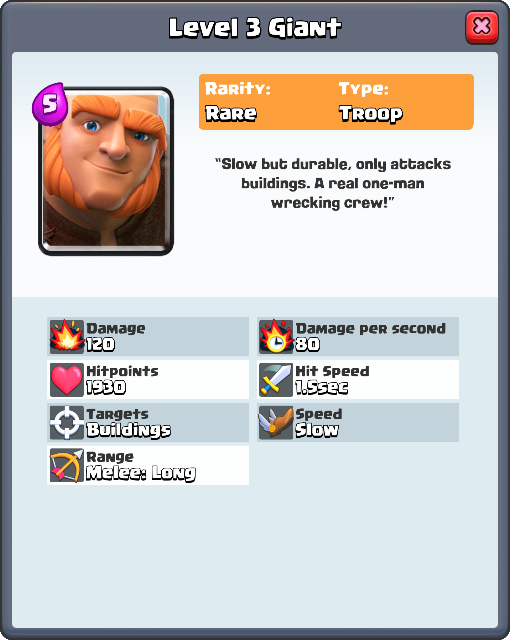 Level 3 Giant
5
Rarity:
Rare
Type:
Troop
“Slow but durable, only attacks
buildings. A real one-man
wrecking crew!”
Damage
120
Damage per second
80
Hitpoints
1930
Hit Speed
1.5sec
Targets
Buildings
Speed
Slow
Range
Melee: Long